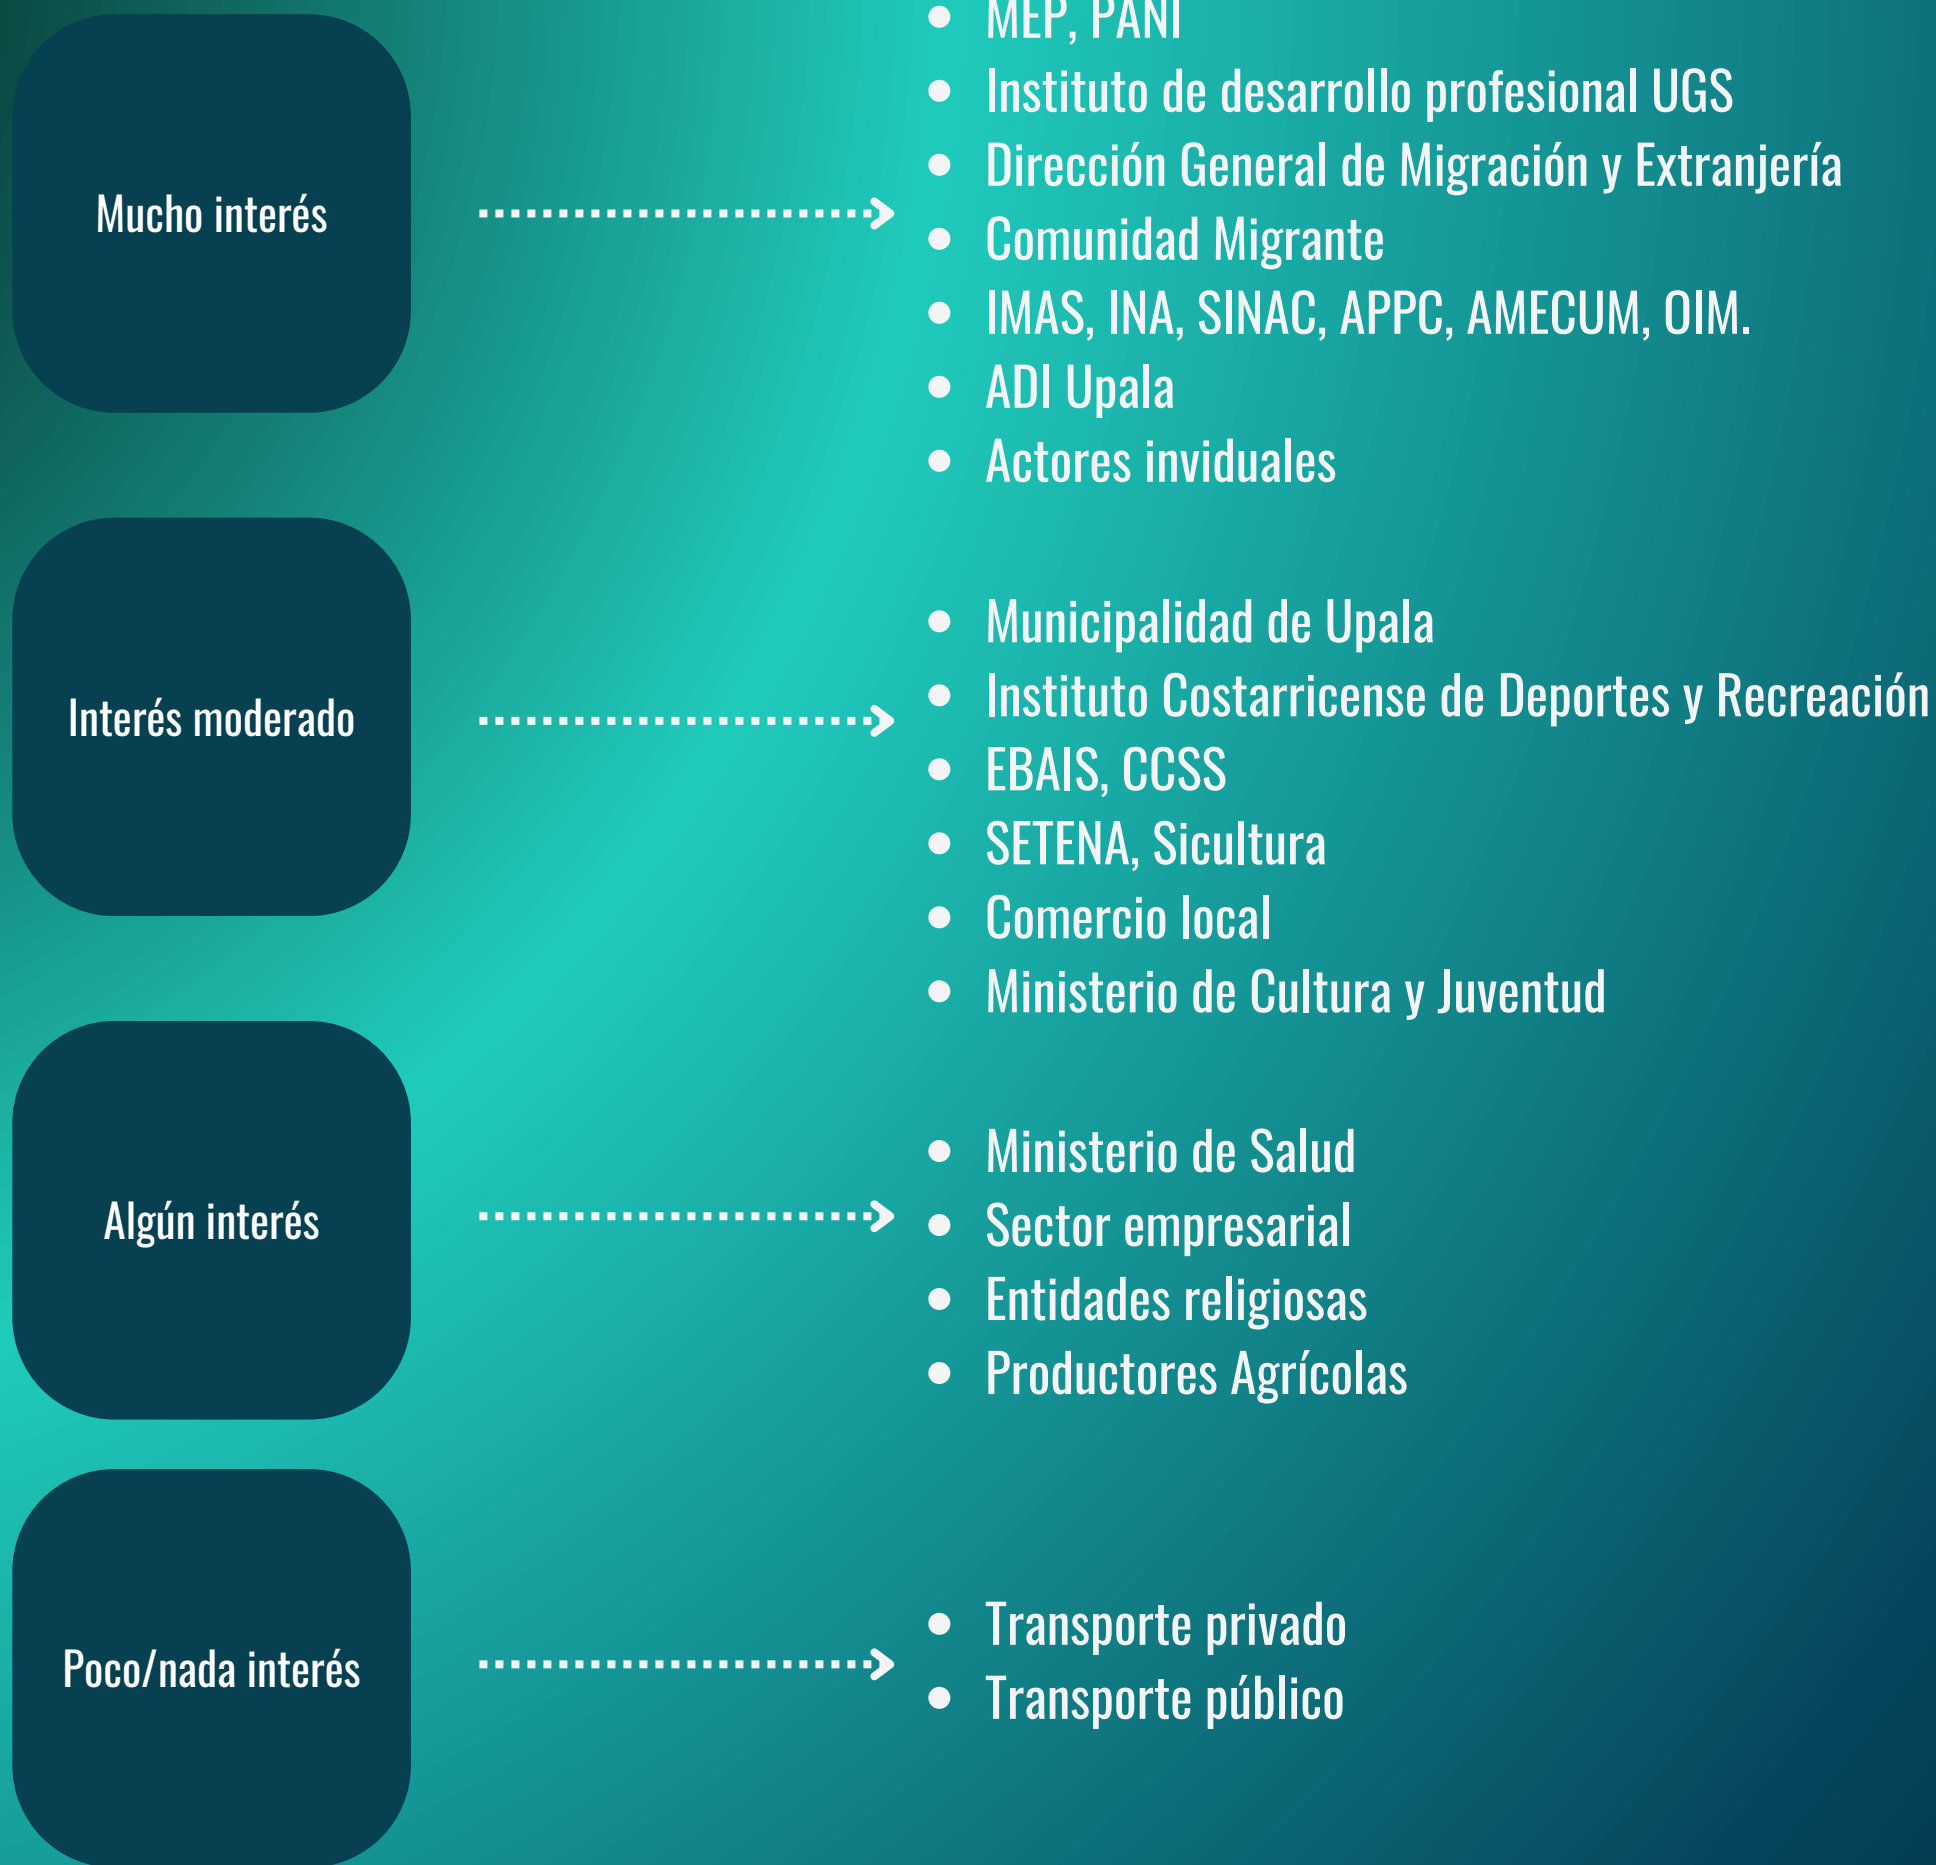 Mucho interés
MEP, PANI
Instituto de desarrollo profesional UGS
Dirección General de Migración y Extranjería
Comunidad Migrante
IMAS, INA, SINAC, APPC, AMECUM, OIM.
ADI Upala
Actores inviduales
Interés moderado
Municipalidad de Upala
Instituto Costarricense de Deportes y Recreación
EBAIS, CCSS
SETENA, Sicultura
Comercio local
Ministerio de Cultura y Juventud
Algún interés
Ministerio de Salud
Sector empresarial
Entidades religiosas
Productores Agrícolas
Poco/nada interés
Transporte privado
Transporte público